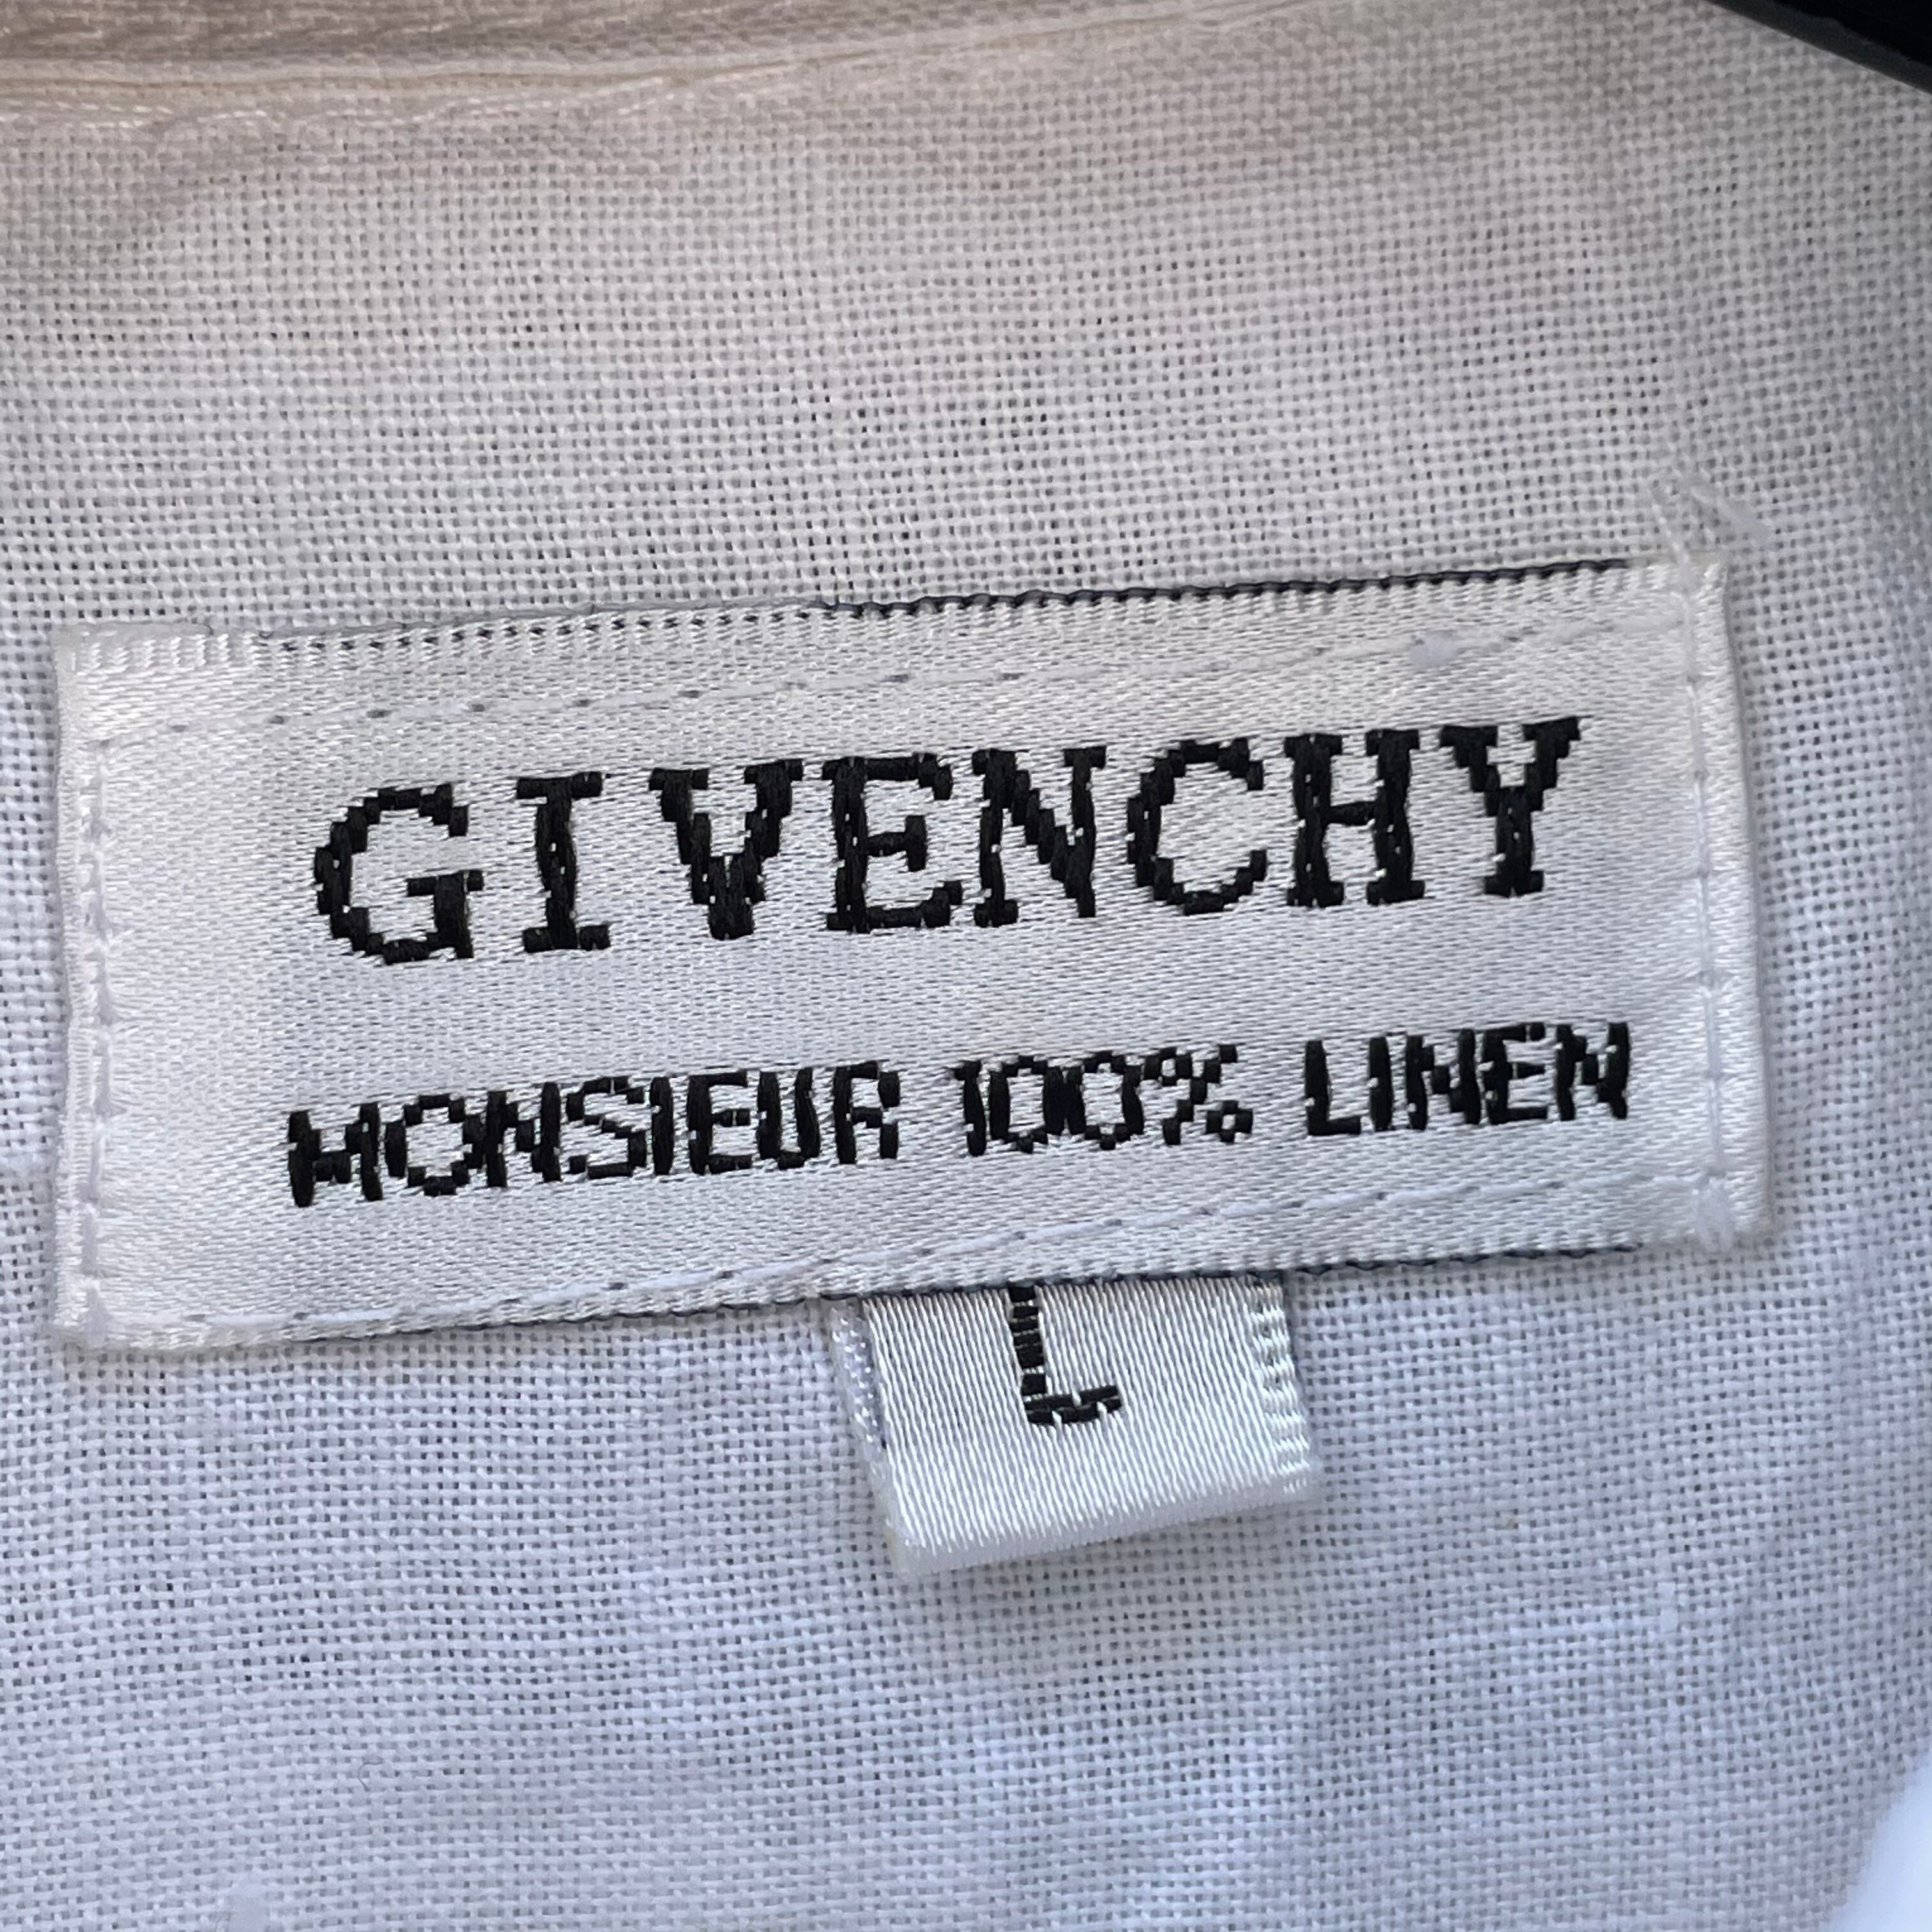 GIVENCHY
MONSIEUR 100% LINEN
L